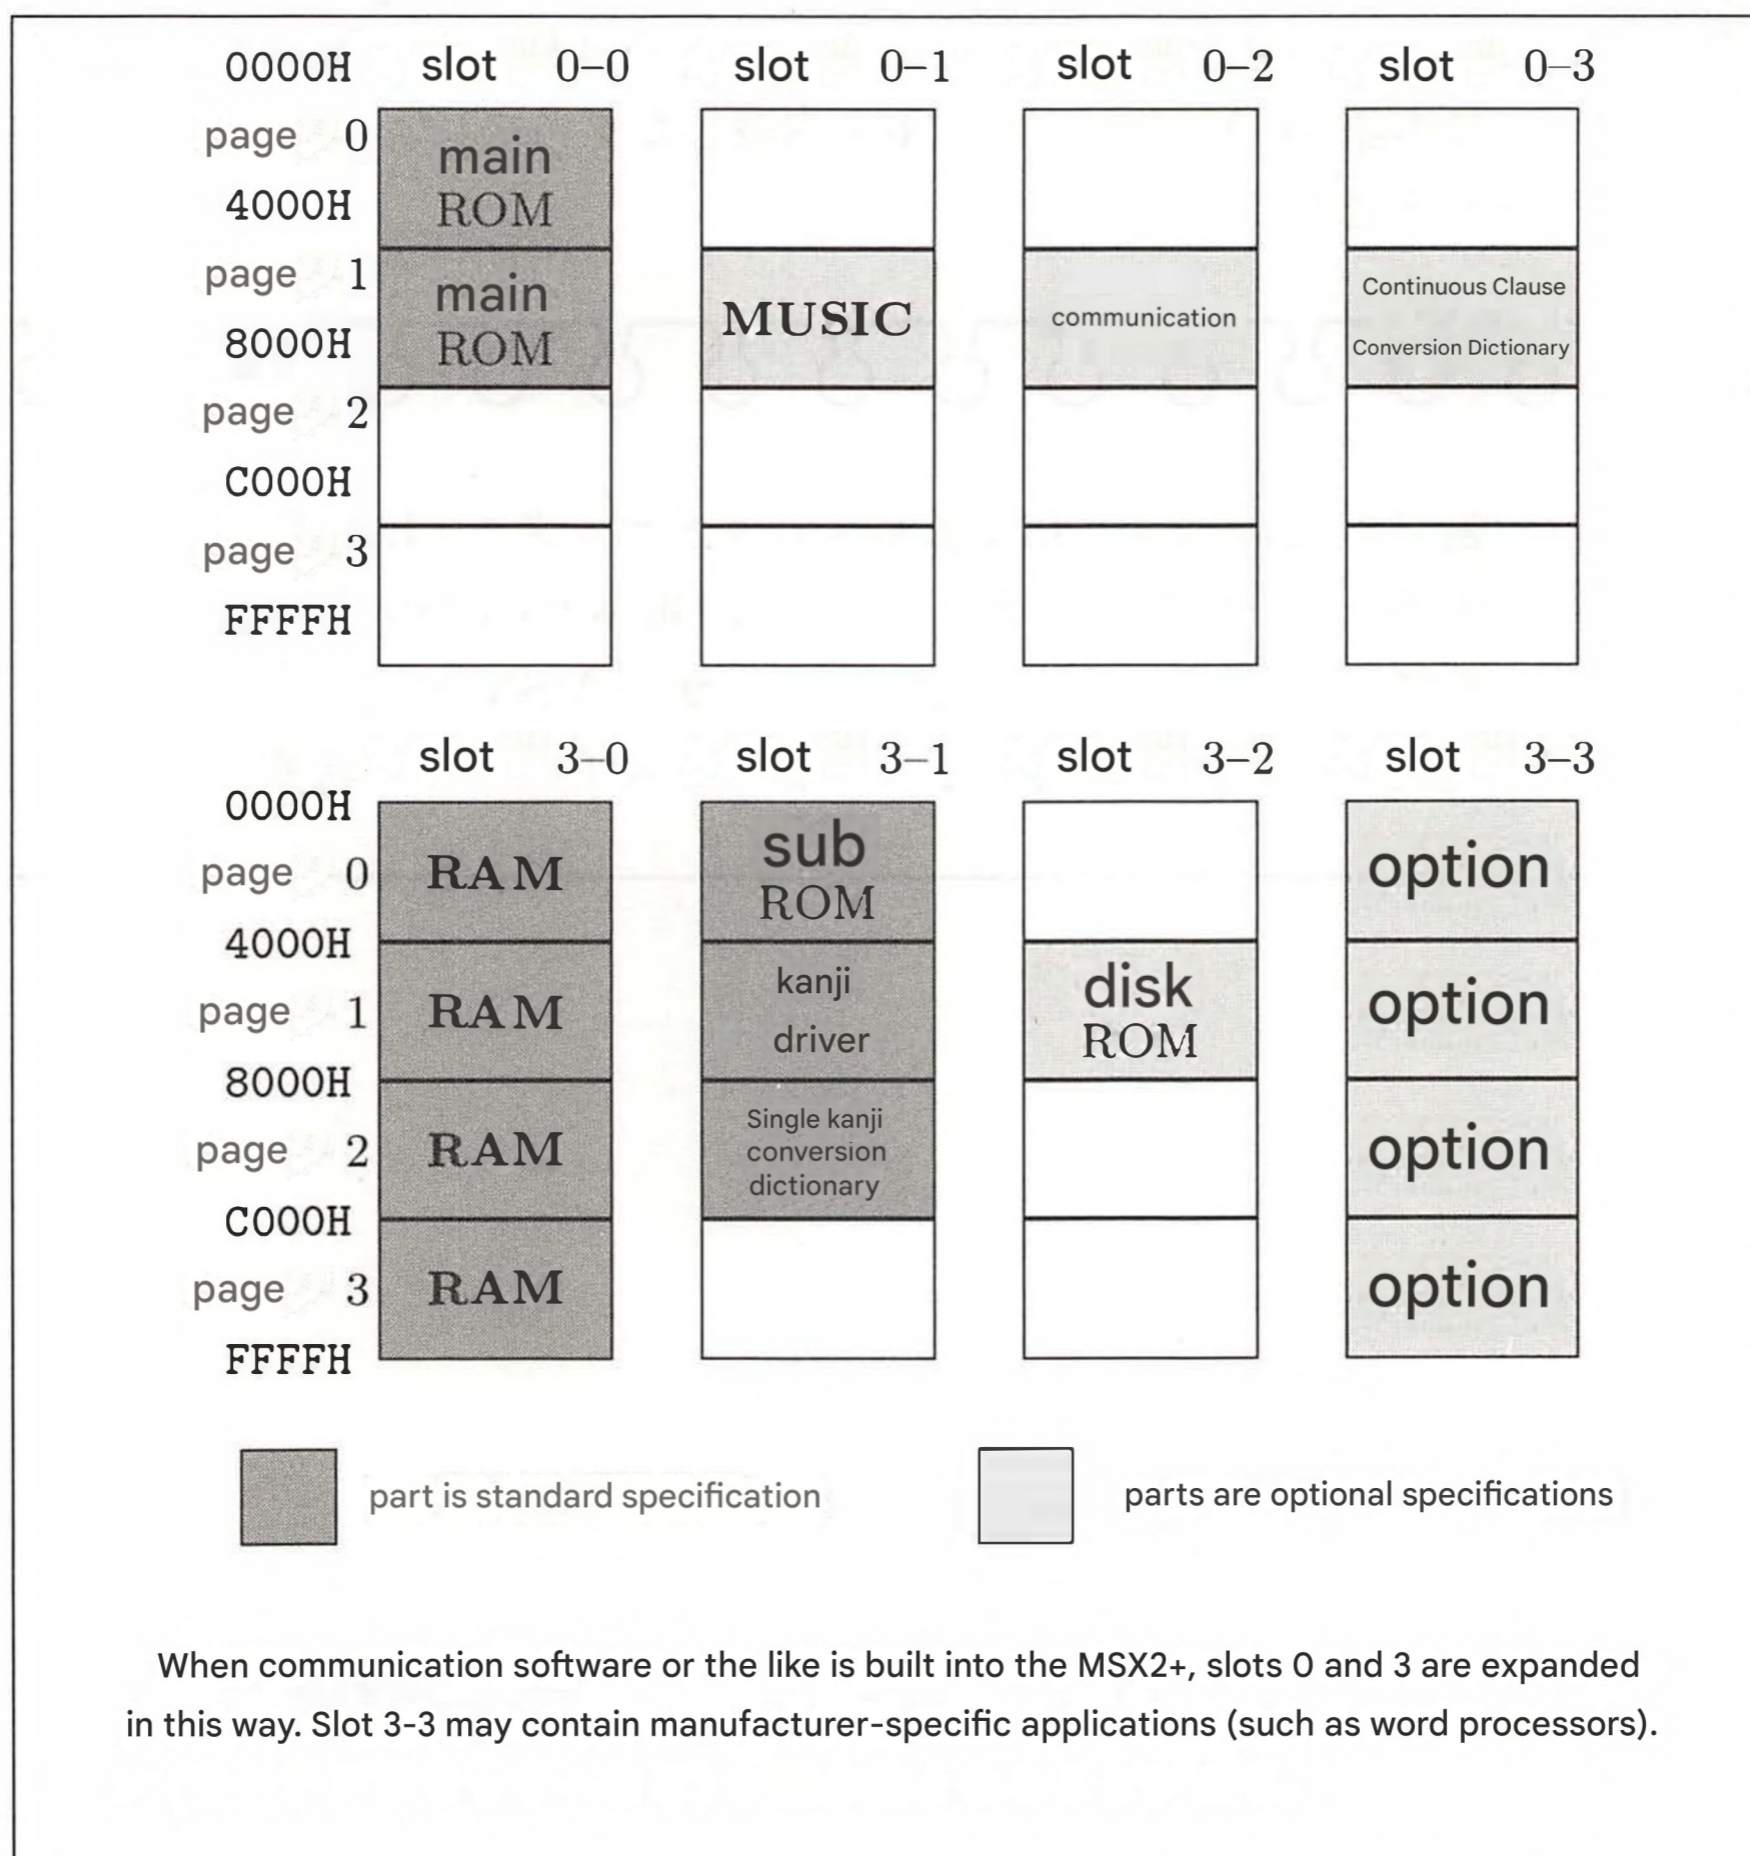 0000H slot 0–0 slot 0–1 slot 0–2 slot 0–3
page 0
main
4000H ROM
page 1
main
ROM
MUSIC
communication
Continuous Clause
Conversion Dictionary
8000H
page 2
C000H
page 3
FFFFH
slot 3–0 slot 3–1 slot 3–2 slot 3–3
0000H
page 0 RAM
sub
ROM
option
4000H
page 1 RAM
kanji
driver
disk
ROM
option
8000H
page 2 RAM
Single kanji
conversion
dictionary
option
C000H
page 3 RAM option
FFFFH
part is standard specification
parts are optional specifications
When communication software or the like is built into the MSX2+, slots 0 and 3 are expanded
in this way. Slot 3-3 may contain manufacturer-specific applications (such as word processors).